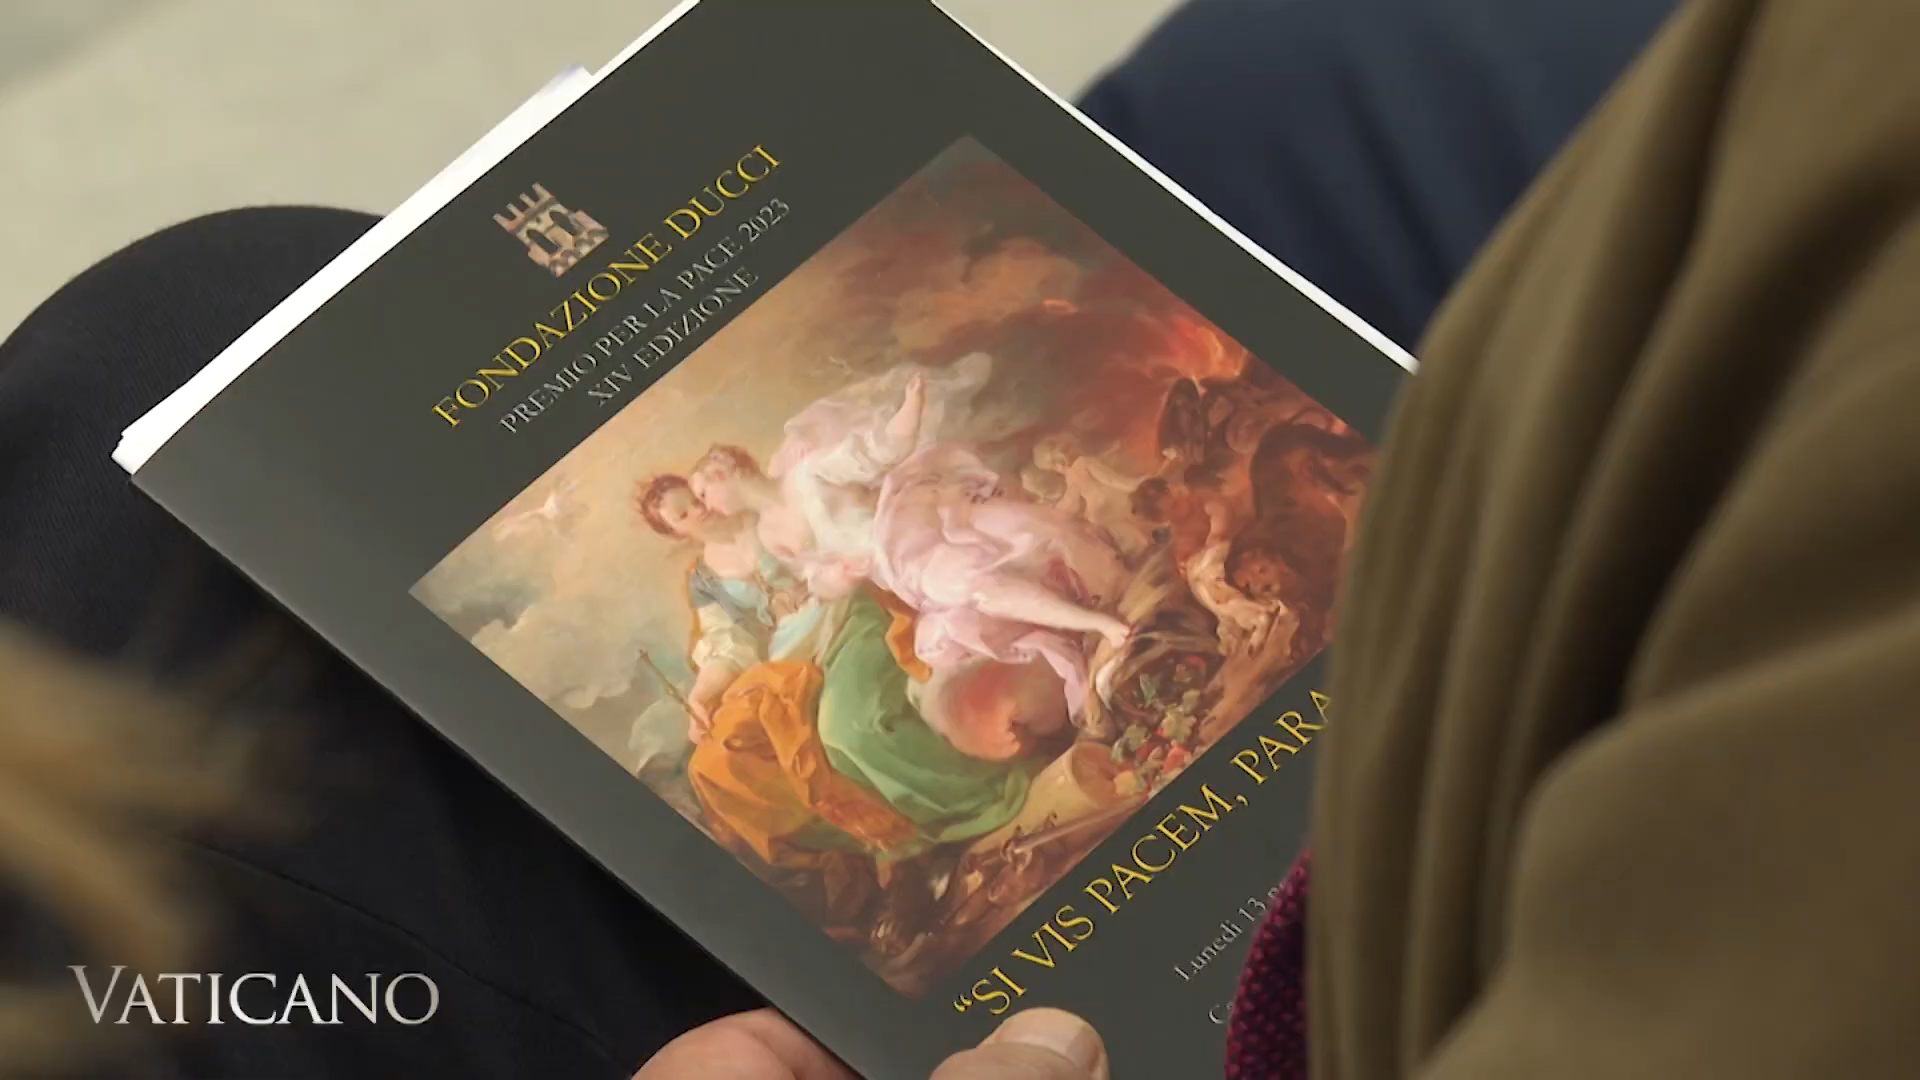 FONDAZIONE DUCCI
PREMIO PER LA PACE 2023
XIV EDIZIONE
“SI VIS PACEM, PARA
Lunedì 13
VATICANO